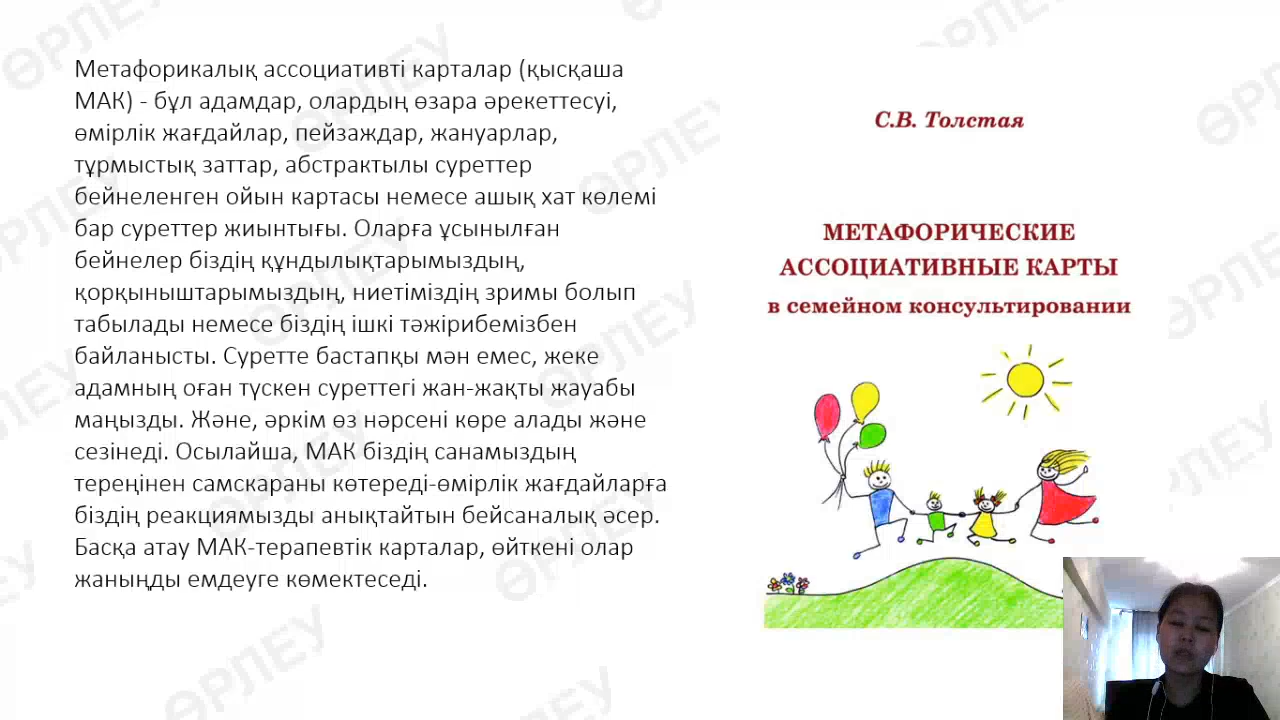 Метафорикалық ассоциативті карталар (қысқаша
МАК) - бұл адамдар, олардың өзара әрекеттесуі,
өмірлік жағдайлар, пейзаждар, жануарлар,
тұрмыстық заттар, абстрактылы суреттер
бейнеленген ойын картасы немесе ашық хат көлемі
бар суреттер жиынтығы. Оларға ұсынылған
бейнелер біздің құндылықтарымыздың,
қорқыныштарымыздың, ниетіміздің зримы болып
табылады немесе біздің ішкі тәжірибемізбен
байланысты. Суретте бастапқы мән емес, жеке
адамның оған түскен суреттегі жан-жақты жауабы
маңызды. Және, әркім өз нәрсені көре алады және
сезінеді. Осылайша, МАК біздің санамыздың
тереңінен самскараны көтереді-өмірлік жағдайларға
біздің реакциямызды анықтайтын бейсаналық әсер.
Басқа атау МАК-терапевтік карталар, өйткені олар
жаныңды емдеуге көмектеседі.
С.В. Толстая
МЕТАФОРИЧЕСКИЕ
АССОЦИАТИВНЫЕ КАРТЫ
в семейном консультировании
ӨРЛЕУ